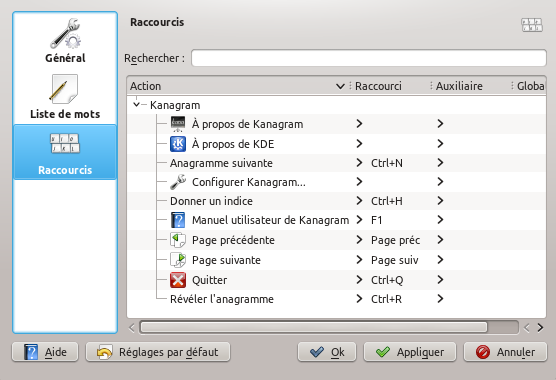 Général
Liste de mots
Raccourcis
Raccourcis
Rechercher :
Action Raccourci Auxiliaire Globa
Kanagram
À propos de Kanagram
À propos de KDE
Anagramme suivante Ctrl+N
Configurer Kanagram...
Donner un indice Ctrl+H
Manuel utilisateur de Kanagram F1
Page précédente Page préc
Page suivante Page suiv
Quitter Ctrl+Q
Révéler l'anagramme Ctrl+R
Aide Réglages par défaut Ok Appliquer Annuler